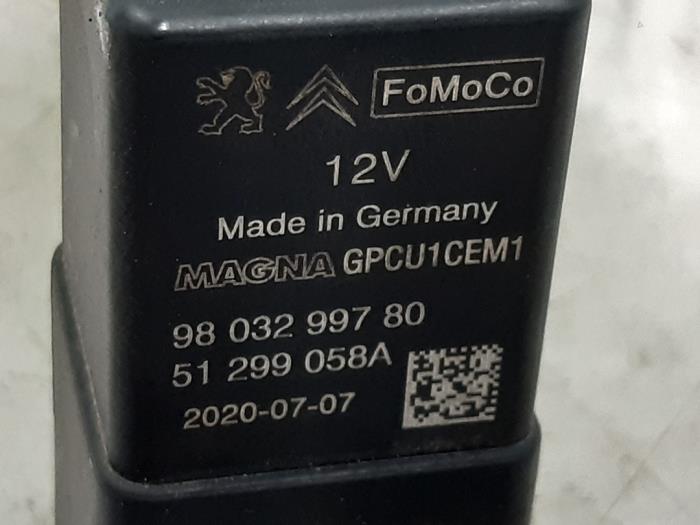 FoMoCo
12V
Made in Germany
MAGNA GPCU1CEM1
98 032 997 80
51 299 058A
2020-07-07